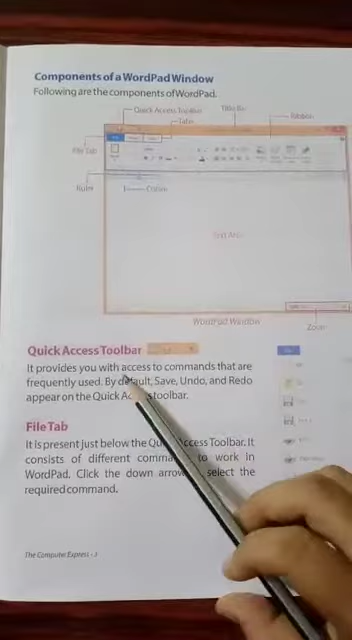 Components of a WordPad Window
Following are the components of WordPad.
Quick Access Toolbar
Title Bar
Tabs
Ribbon
File Tab
Ruler
Cursor
Text Area
WordPad Window
Zoom
Quick Access Toolbar
It provides you with access to commands that are
frequently used. By default, Save, Undo, and Redo
appear on the Quick Ac toolbar.
File Tab
It is present just below the Qu Access Toolbar. It
consists of different comma to work in
WordPad. Click the down arrow select the
required command.
The Computer Express - 3